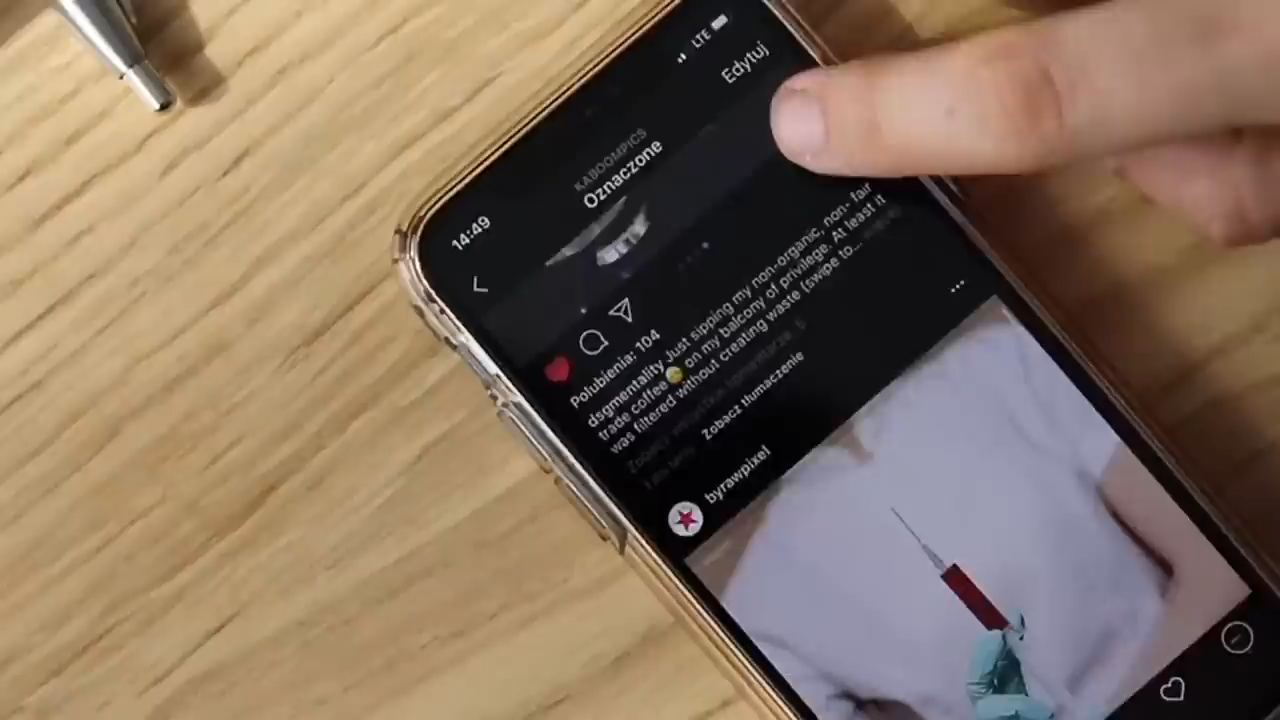 14:49
LTE
KABOOMPICS
Oznaczone
Edytuj
Polubienia: 104
dsgmentality Just sipping my non-organic, non- fair
trade coffee😅 on my balcony of privilege. At least it
was filtered without creating waste (swipe to...
Zobacz tłumaczenie
byrawpixel